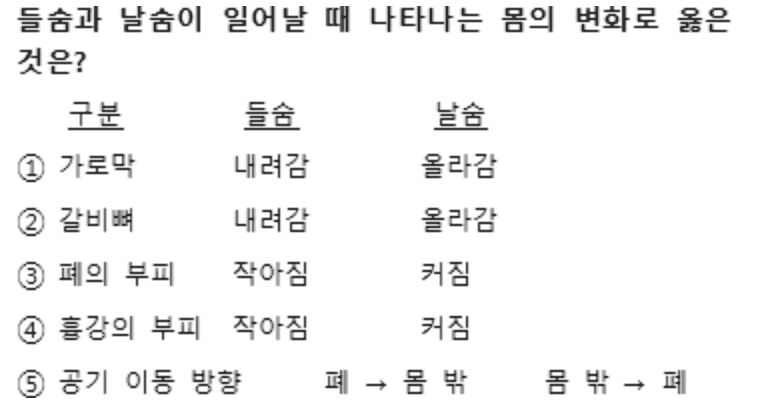 들숨과 날숨이 일어날 때 나타나는 몸의 변화로 옳은
것은?
구분 들숨 날숨
① 가로막 내려감 올라감
② 갈비뼈 내려감 올라감
③ 폐의 부피 작아짐 커짐
④ 흉강의 부피 작아짐 커짐
⑤ 공기 이동 방향 폐 → 몸 밖 몸 밖 → 폐